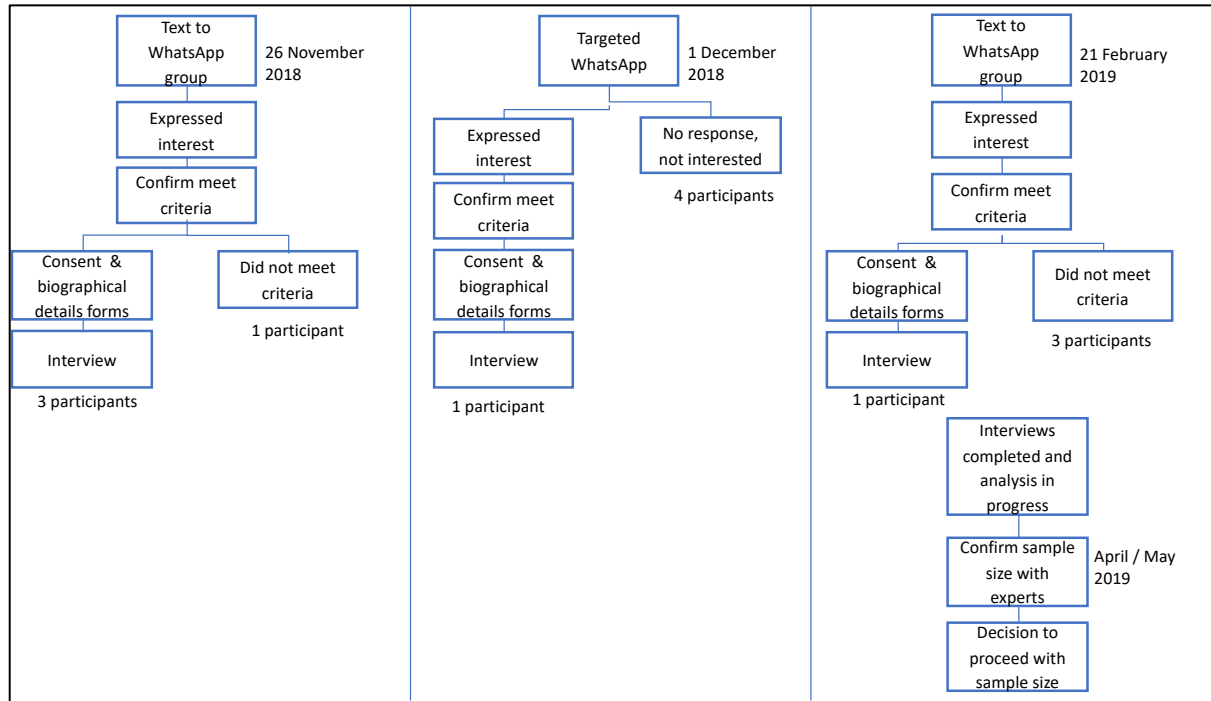 Text to
WhatsApp
group
26 November
2018
Expressed
interest
Confirm meet
criteria
Consent & 
biographical
details forms
Did not meet
criteria
1 participant
Interview
3 participants
Targeted
WhatsApp
1 December
2018
Expressed
interest
No response,
not interested
4 participants
Confirm meet
criteria
Consent &
biographical
details forms
Interview
1 participant
Text to
WhatsApp
group
21 February
2019
Expressed
interest
Confirm meet
criteria
Consent &
biographical
details forms
Did not meet
criteria
3 participants
Interview
1 participant
Interviews
completed and
analysis in
progress
Confirm sample
size with
experts
April / May
2019
Decision to
proceed with
sample size